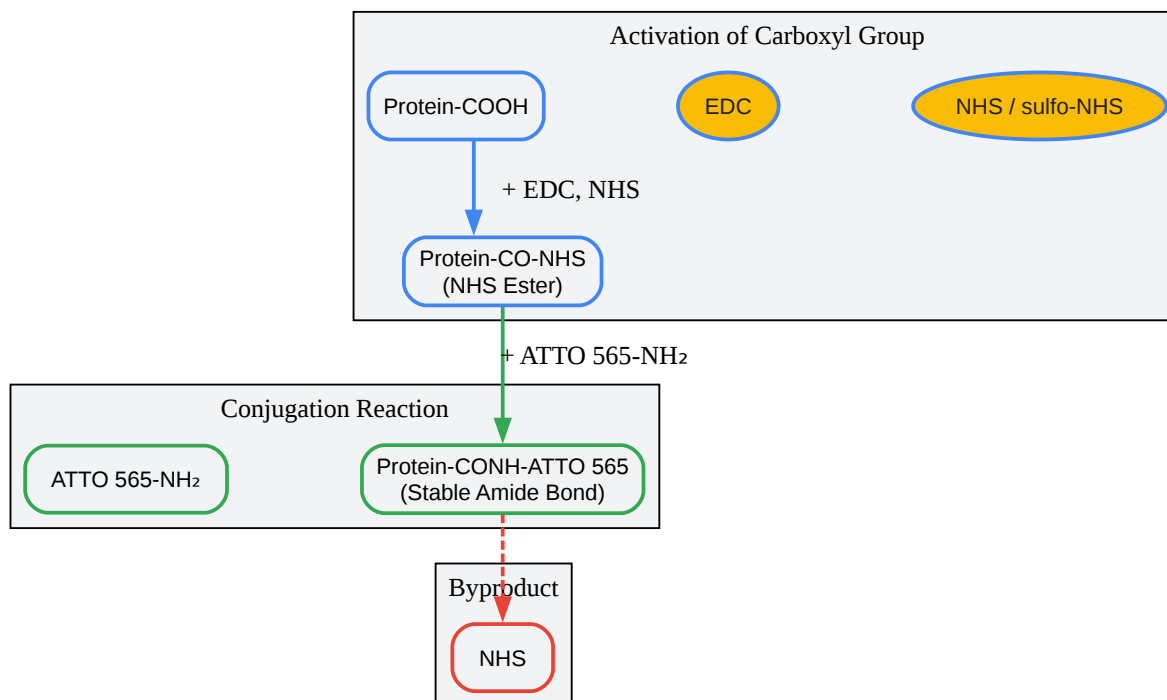 Activation of Carboxyl Group
Protein-COOH
EDC
NHS / sulfo-NHS
+ EDC, NHS
Protein-CO-NHS
(NHS Ester)
+ ATTO 565-NH₂
Conjugation Reaction
ATTO 565-NH₂
Protein-CONH-ATTO 565
(Stable Amide Bond)
Byproduct
NHS